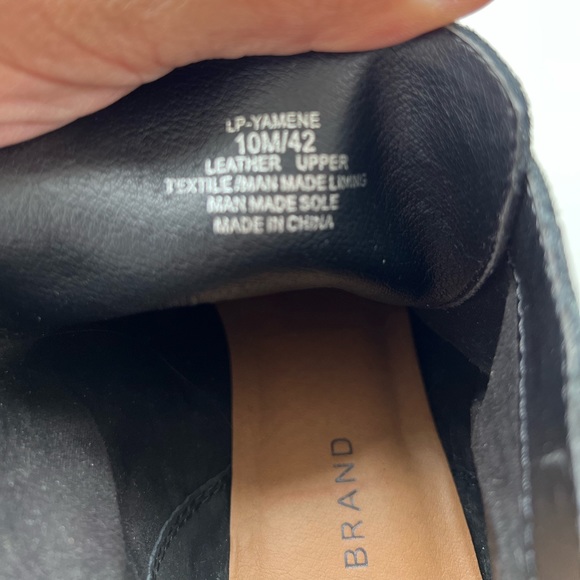 LP-YAMENE
10M/42
LEATHER UPPER
TEXTILE/MAN MADE LINING
MAN MADE SOLE
MADE IN CHINA
BRAND